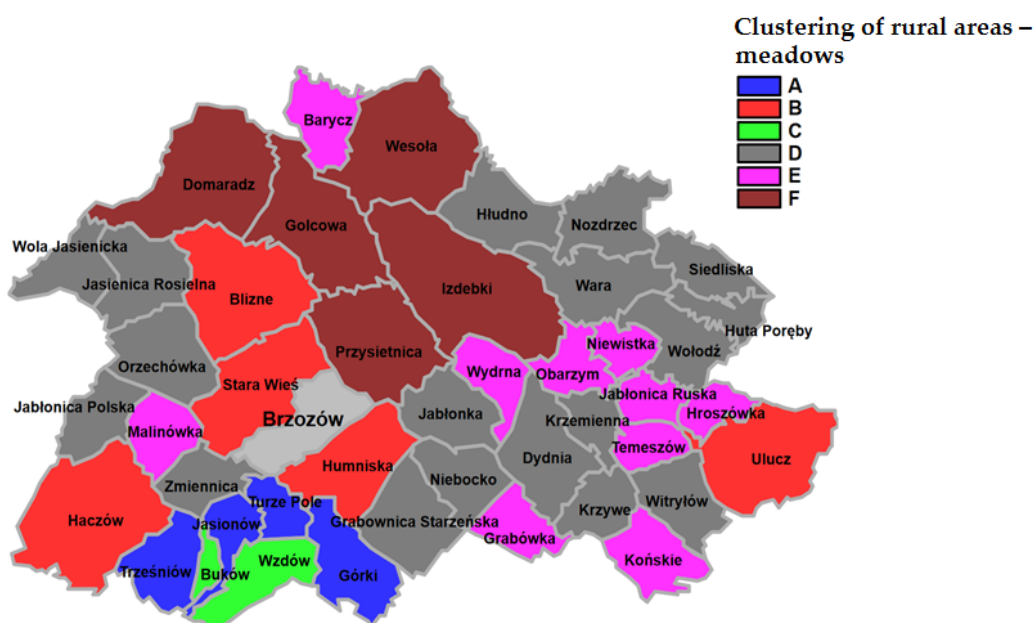 Clustering of rural areas –
meadows
A
B
C
D
E
F
Barycz
Wesoła
Domaradz
Golcowa
Hłudno
Nozdrzec
Wola Jasienicka
Jasienica Rosielna
Siedliska
Blizne
Izdebki
Wara
Huta Poręby
Orzechówka
Przysietnica
Niewistka
Wołodź
Wydrna
Obarzym
Stara Wieś
Jabłonica Ruska
Jabłonica Polska
Jabłonka
Hroszówka
Brzozów
Krzemienna
Malinówka
Temeszów
Dydnia
Ulucz
Humniska
Niebocko
Zmiennica
Turze Pole
Witryłów
Krzywe
Haczów
Jasionów
Grabownica Starzeńska
Grabówka
Trześniów
Buków
Wzdów
Górki
Końskie